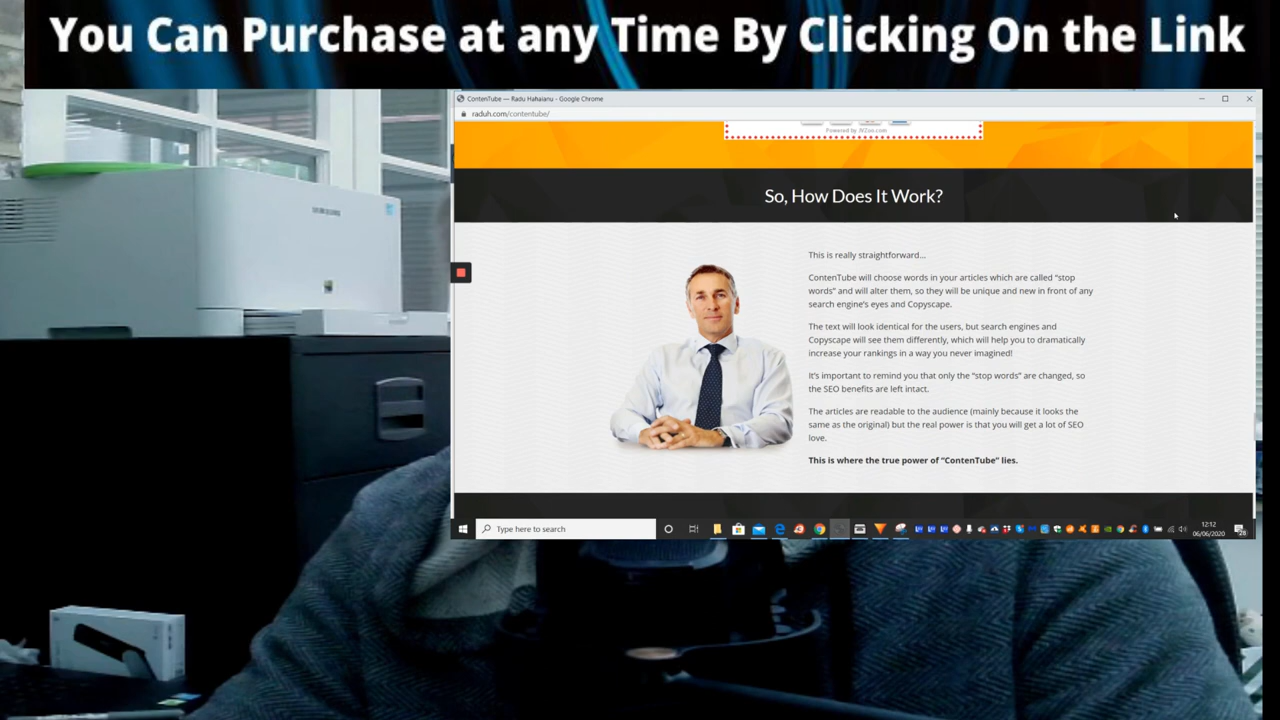 You Can Purchase at any Time By Clicking On the Link
ContenTube — Radu Hahaianu - Google Chrome
raduh.com/contentube/
Powered by JVZoo.com
So, How Does It Work?
This is really straightforward...
ContenTube will choose words in your articles which are called “stop
words” and will alter them, so they will be unique and new in front of any
search engine’s eyes and Copyscape.
The text will look identical for the users, but search engines and
Copyscape will see them differently, which will help you to dramatically
increase your rankings in a way you never imagined!
It’s important to remind you that only the “stop words” are changed, so
the SEO benefits are left intact.
The articles are readable to the audience (mainly because it looks the
same as the original) but the real power is that you will get a lot of SEO
love.
This is where the true power of “ContenTube” lies.
Type here to search
12:12
06/06/2020
SAMSUNG